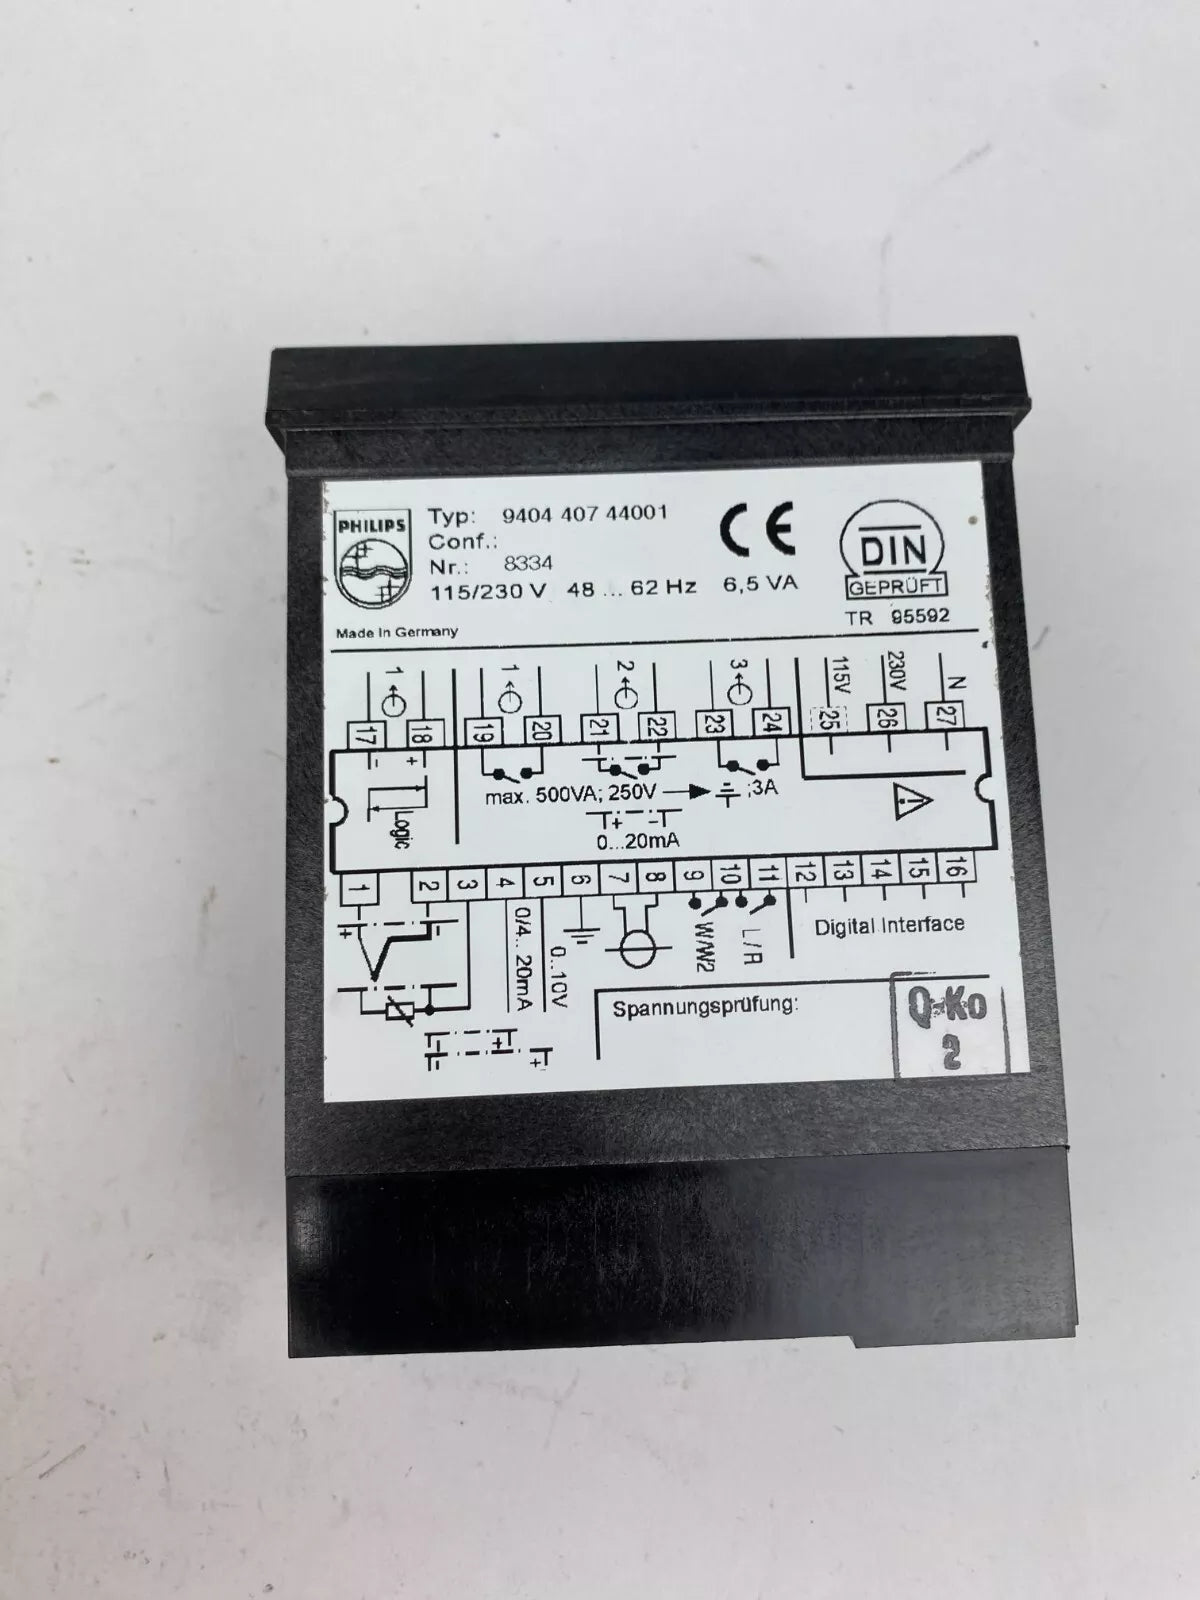 PHILIPS
Typ: 9404 407 44001
Conf.:
Nr.: 8334
115/230 V 48 ... 62 Hz 6,5 VA
CE
DIN
GEPRÜFT
TR 95592
Made in Germany
1 1 2 3 115V 230V N
17 18 19 20 21 22 23 24 25 26 27
- +
Logic
max. 500VA; 250V ;3A
+ -
0...20mA
1 2 3 4 5 6 7 8 9 10 11 12 13 14 15 16
+ -
0/4...20mA
0..10V
W/W2
L/R
Digital Interface
Spannungsprüfung:
Q-Ko
2
- +
- +